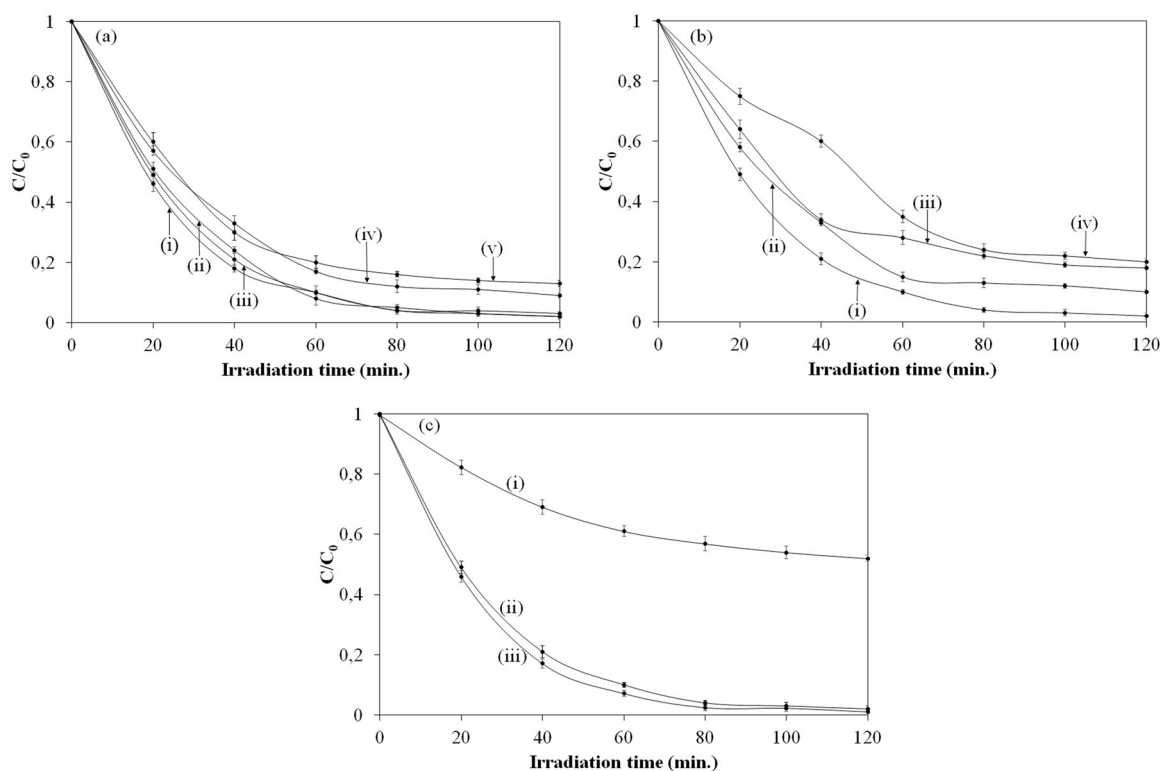 (a)
C/C0
1
0,8
0,6
0,4
0,2
0
(i)
(ii)
(iii)
(iv)
(v)
0 20 40 60 80 100 120
Irradiation time (min.)
(b)
C/C0
1
0,8
0,6
0,4
0,2
0
(i)
(ii)
(iii)
(iv)
0 20 40 60 80 100 120
Irradiation time (min.)
(c)
C/C0
1
0,8
0,6
0,4
0,2
0
(i)
(ii)
(iii)
0 20 40 60 80 100 120
Irradiation time (min.)